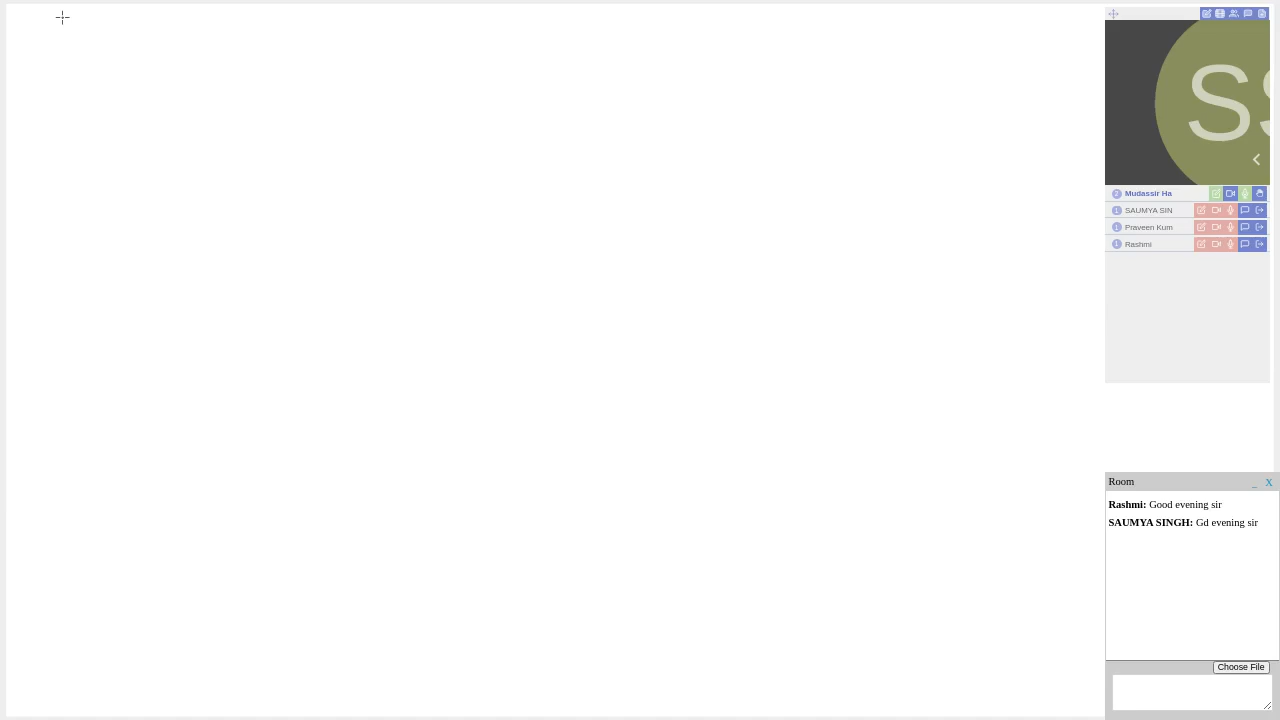 SS
Mudassir Ha
SAUMYA SIN
Praveen Kum
Rashmi
Room _ X
Rashmi: Good evening sir
SAUMYA SINGH: Gd evening sir
Choose File